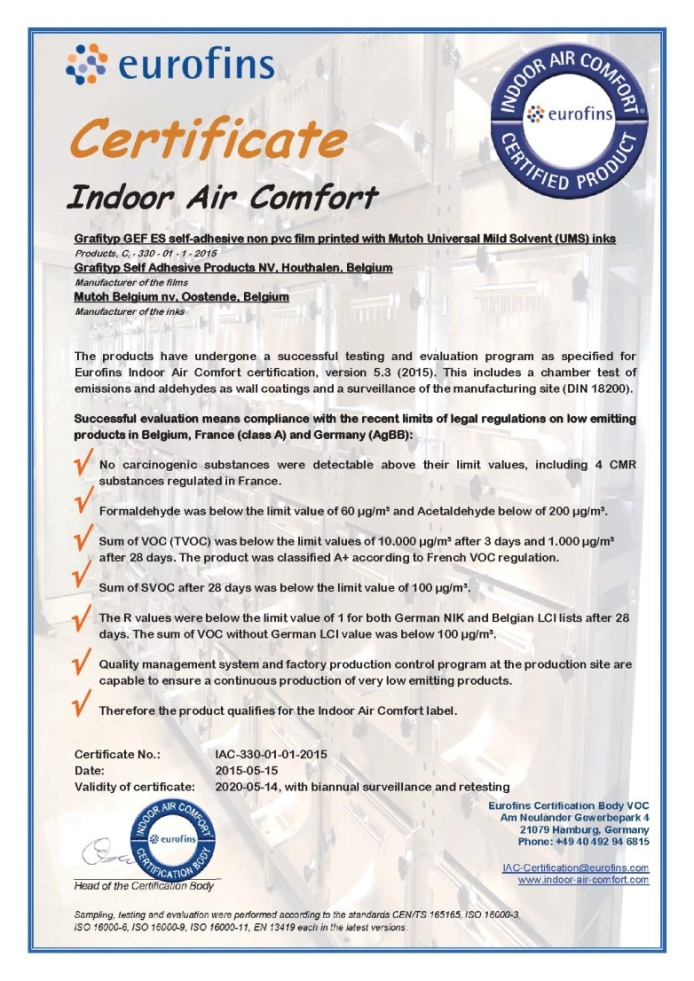 eurofins
INDOOR AIR COMFORT
eurofins
CERTIFIED PRODUCT
Certificate
Indoor Air Comfort
Grafityp GEF ES self-adhesive non pvc film printed with Mutoh Universal Mild Solvent (UMS) inks
Products, C, - 330 - 01 - 1 - 2015
Grafityp Self Adhesive Products NV, Houthalen, Belgium
Manufacturer of the films
Mutoh Belgium nv, Oostende, Belgium
Manufacturer of the inks
The products have undergone a successful testing and evaluation program as specified for
Eurofins Indoor Air Comfort certification, version 5.3 (2015). This includes a chamber test of
emissions and aldehydes as wall coatings and a surveillance of the manufacturing site (DIN 18200).
Successful evaluation means compliance with the recent limits of legal regulations on low emitting
products in Belgium, France (class A) and Germany (AgBB):
√ No carcinogenic substances were detectable above their limit values, including 4 CMR
substances regulated in France.
√ Formaldehyde was below the limit value of 60 µg/m³ and Acetaldehyde below of 200 µg/m³.
√ Sum of VOC (TVOC) was below the limit values of 10.000 µg/m³ after 3 days and 1.000 µg/m³
after 28 days. The product was classified A+ according to French VOC regulation.
√ Sum of SVOC after 28 days was below the limit value of 100 µg/m³.
√ The R values were below the limit value of 1 for both German NIK and Belgian LCI lists after 28
days. The sum of VOC without German LCI value was below 100 µg/m³.
√ Quality management system and factory production control program at the production site are
capable to ensure a continuous production of very low emitting products.
√ Therefore the product qualifies for the Indoor Air Comfort label.
Certificate No.: IAC-330-01-01-2015
Date: 2015-05-15
Validity of certificate: 2020-05-14, with biannual surveillance and retesting
INDOOR AIR COMFORT
eurofins
CERTIFICATION BODY
Head of the Certification Body
Eurofins Certification Body VOC
Am Neuländer Gewerbepark 4
21079 Hamburg, Germany
Phone: +49 40 492 94 6815
IAC-Certification@eurofins.com
www.indoor-air-comfort.com
Sampling, testing and evaluation were performed according to the standards CEN/TS 165165, ISO 16000-3,
ISO 16000-6, ISO 16000-9, ISO 16000-11, EN 13419 each in the latest versions.